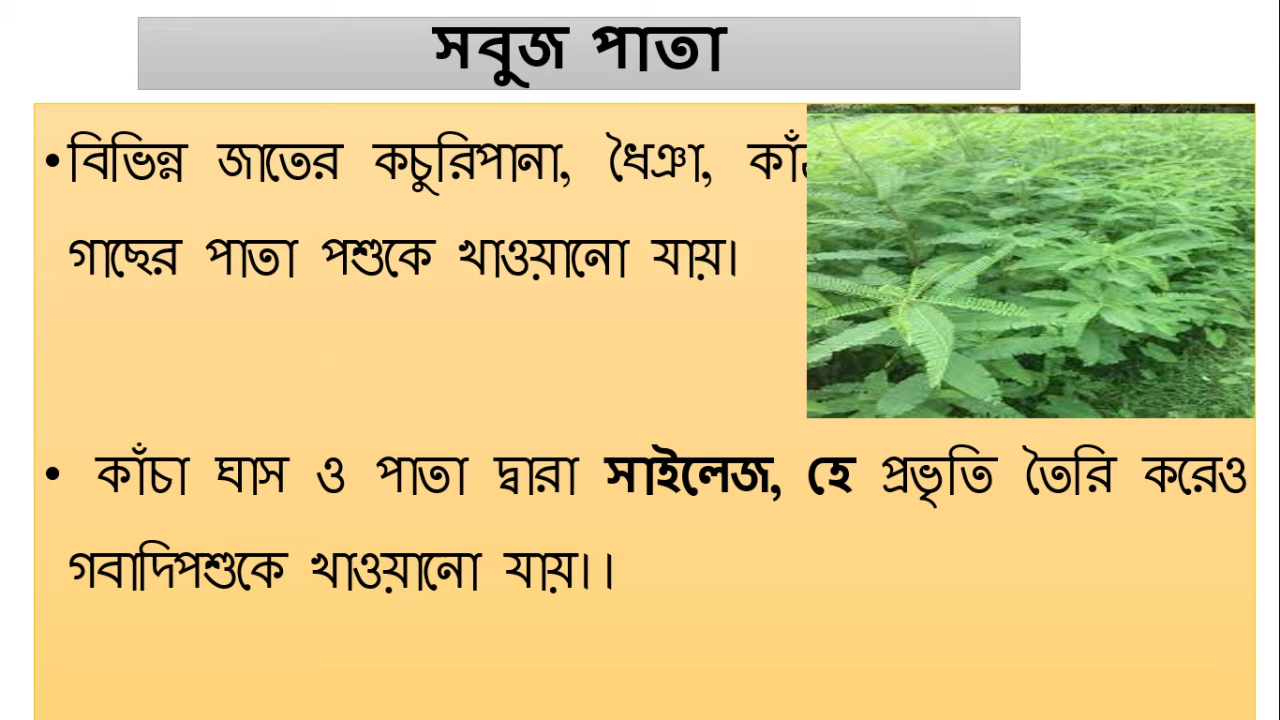 সবুজ পাতা
•বিভিন্ন জাতের কচুরিপানা, ধৈঞা,
গাছের পাতা পশুকে খাওয়ানো যায়।
• কাঁচা ঘাস ও পাতা দ্বারা সাইলেজ, হে প্রভৃতি তৈরি করেও
গবাদিপশুকে খাওয়ানো যায়।।